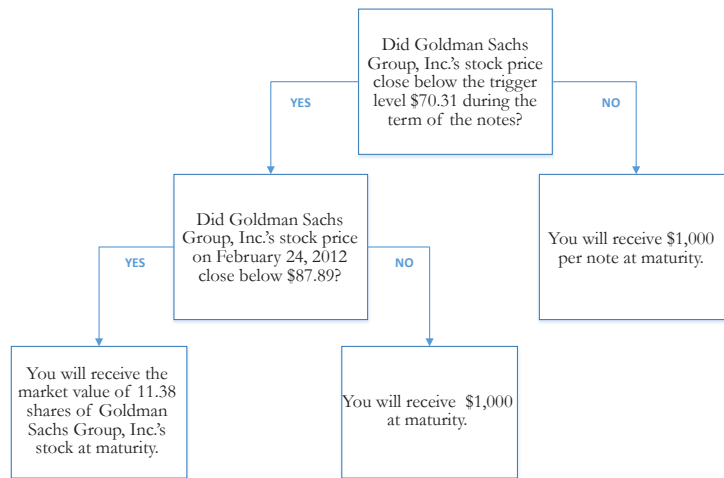 Did Goldman Sachs
Group, Inc.'s stock price
close below the trigger
level $70.31 during the
term of the notes?
YES
NO
Did Goldman Sachs
Group, Inc.'s stock price
on February 24, 2012
close below $87.89?
You will receive $1,000
per note at maturity.
YES
NO
You will receive the
market value of 11.38
shares of Goldman
Sachs Group, Inc.'s
stock at maturity.
You will receive $1,000
at maturity.